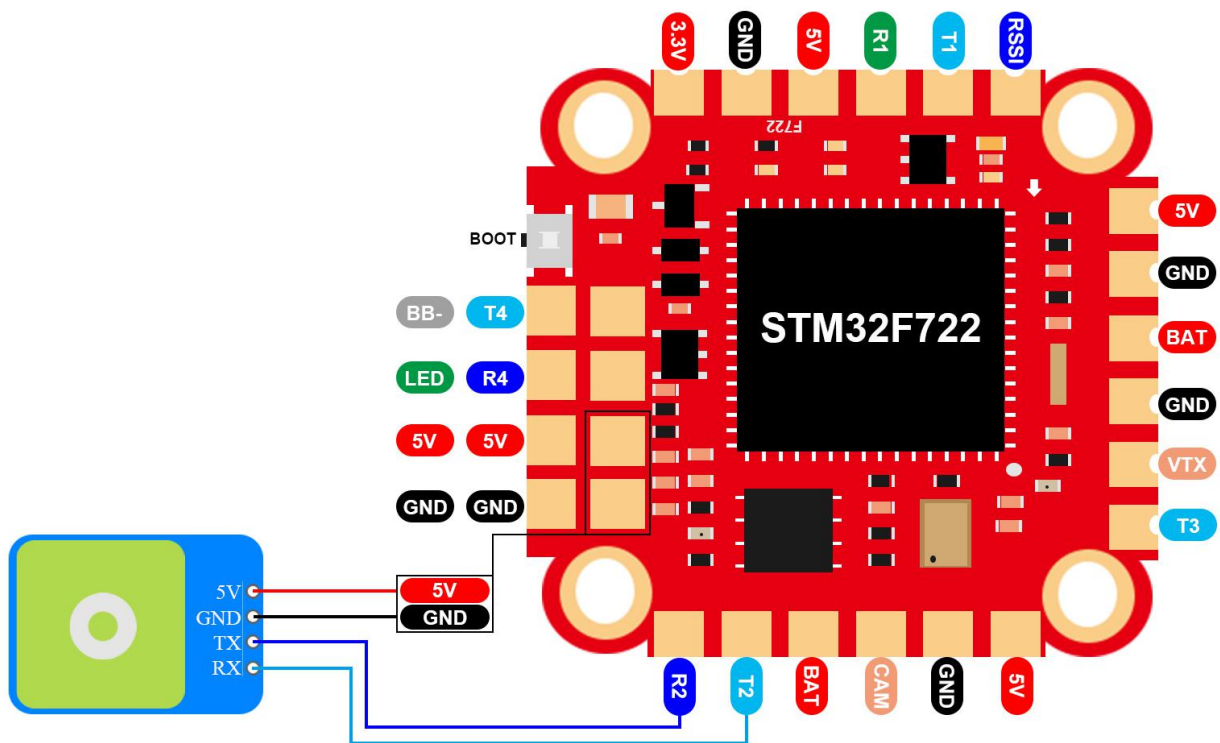 3.3V GND 5V R1 T1 RSSI
F722
5V
BOOT
GND
BB- T4
STM32F722
BAT
LED R4
GND
5V 5V
VTX
GND GND
T3
5V 5V
GND GND
TX
RX
R2 T2 BAT CAM GND 5V